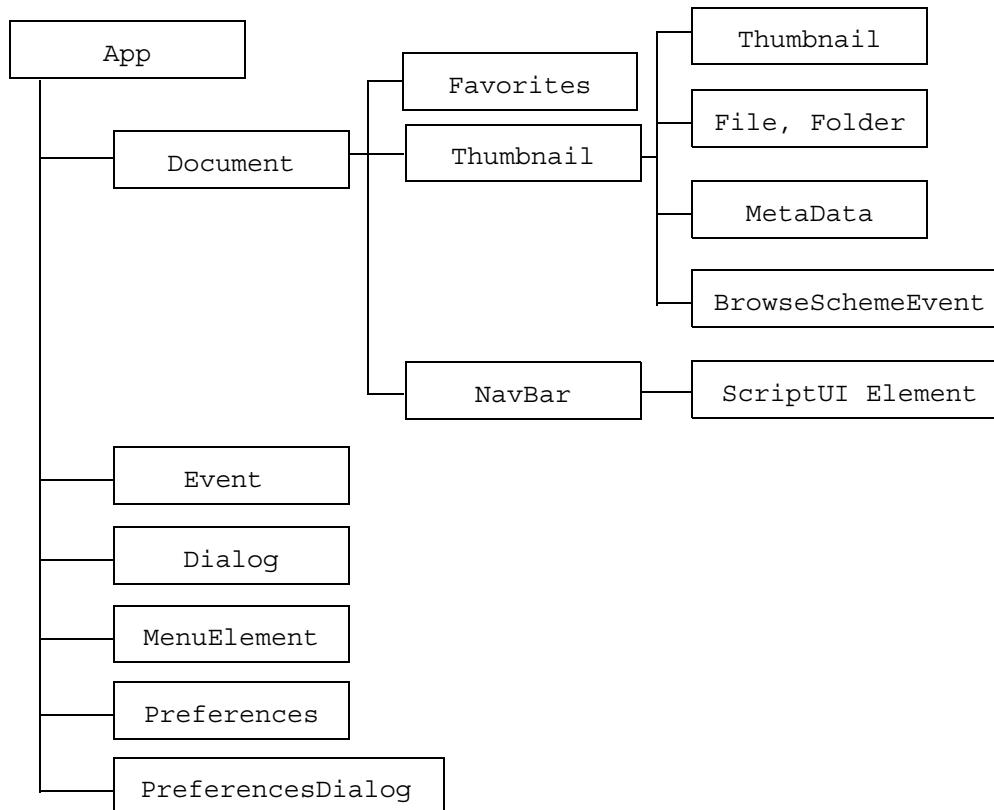 App
Document
Favorites
Thumbnail
Thumbnail
File, Folder
MetaData
BrowseSchemeEvent
NavBar
ScriptUI Element
Event
Dialog
MenuElement
Preferences
PreferencesDialog